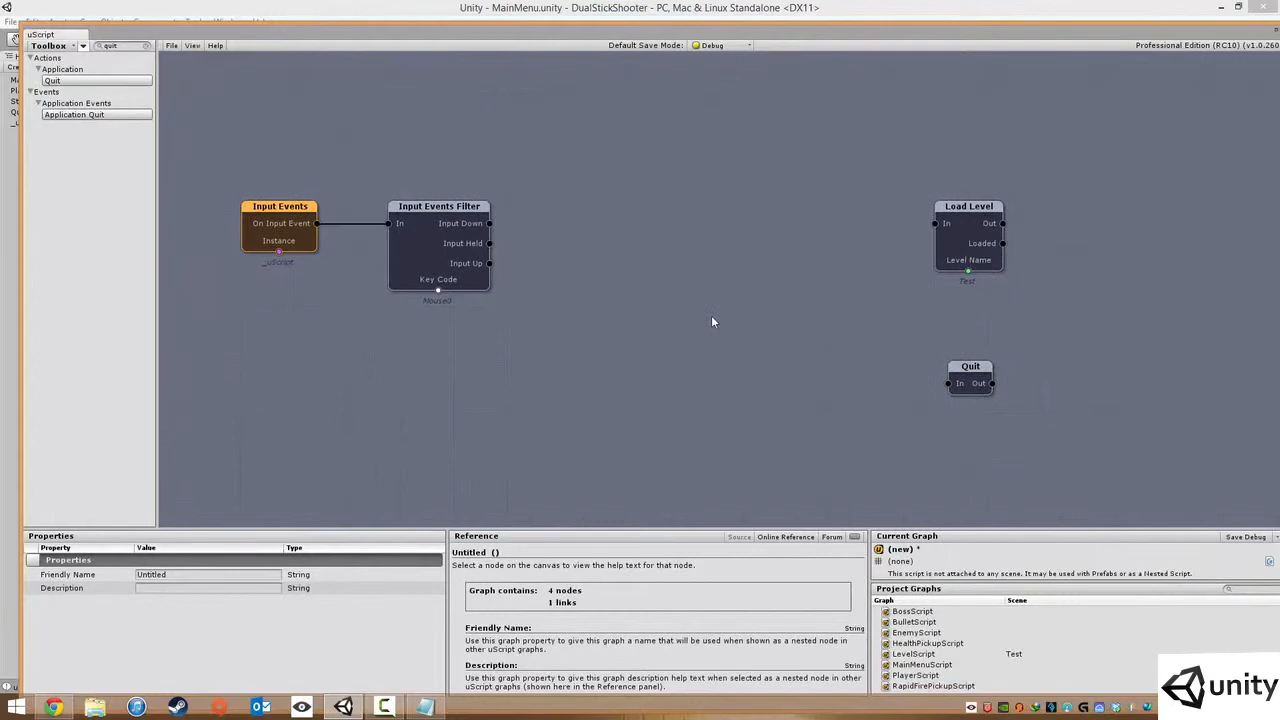 Unity - MainMenu.unity - DualStickShooter - PC, Mac & Linux Standalone <DX11>
uScript
Toolbox
quit
File View Help
Default Save Mode: Debug
Professional Edition (RC10) (v1.0.260
Actions
Application
Quit
Events
Application Events
Application Quit
Input Events
On Input Event
Instance
_uScript
Input Events Filter
In Input Down
Input Held
Input Up
Key Code
Mouse0
Load Level
In Out
Loaded
Level Name
Test
Quit
In Out
Properties
Property Value Type
Properties
Friendly Name Untitled String
Description String
Reference
Source Online Reference Forum
Untitled ()
Select a node on the canvas to view the help text for that node.
Graph contains: 4 nodes
1 links
Friendly Name: String
Use this graph property to give this graph a name that will be used when shown as a nested node in
other uScript graphs.
Description: String
Use this graph property to give this graph description help text when selected as a nested node in other
uScript graphs (shown here in the Reference panel).
Current Graph
Save Debug
(new) *
(none)
This script is not attached to any scene. It may be used with Prefabs or as a Nested Script.
Project Graphs
Graph Scene
BossScript
BulletScript
EnemyScript
HealthPickupScript
LevelScript Test
MainMenuScript
PlayerScript
RapidFirePickupScript
unity